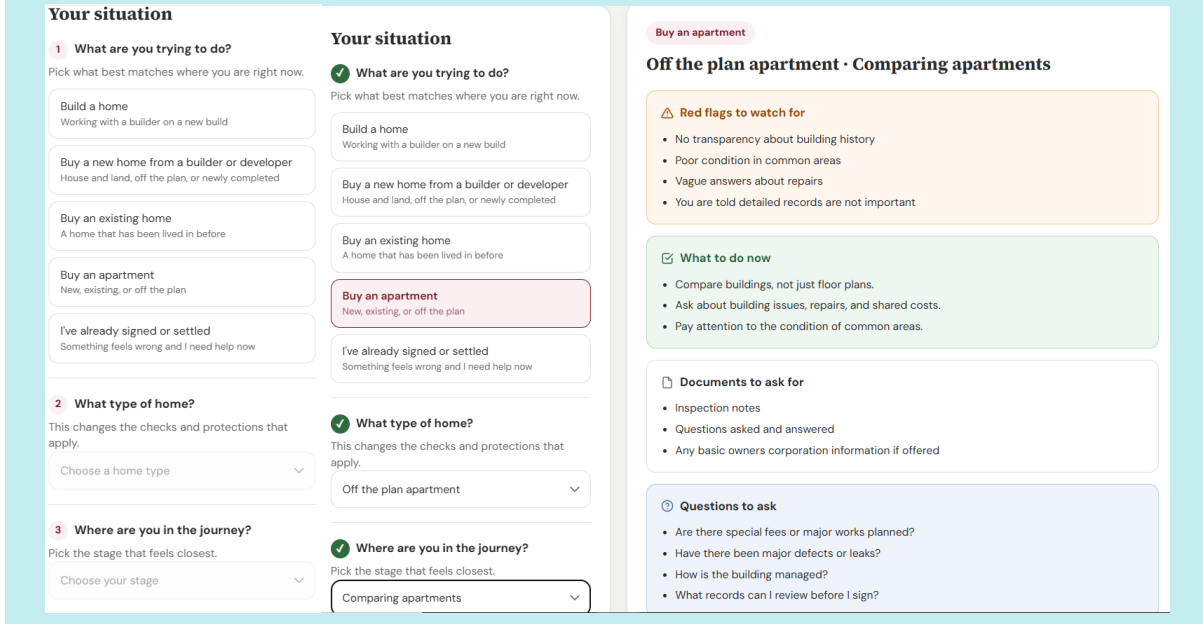 Your situation
1 What are you trying to do?
Pick what best matches where you are right now.
Build a home
Working with a builder on a new build
Buy a new home from a builder or developer
House and land, off the plan, or newly completed
Buy an existing home
A home that has been lived in before
Buy an apartment
New, existing, or off the plan
I've already signed or settled
Something feels wrong and I need help now
2 What type of home?
This changes the checks and protections that
apply.
Choose a home type
3 Where are you in the journey?
Pick the stage that feels closest.
Choose your stage
Your situation
What are you trying to do?
Pick what best matches where you are right now.
Build a home
Working with a builder on a new build
Buy a new home from a builder or developer
House and land, off the plan, or newly completed
Buy an existing home
A home that has been lived in before
Buy an apartment
New, existing, or off the plan
I've already signed or settled
Something feels wrong and I need help now
What type of home?
This changes the checks and protections that
apply.
Off the plan apartment
Where are you in the journey?
Pick the stage that feels closest.
Comparing apartments
Buy an apartment
Off the plan apartment · Comparing apartments
Red flags to watch for
• No transparency about building history
• Poor condition in common areas
• Vague answers about repairs
• You are told detailed records are not important
What to do now
• Compare buildings, not just floor plans.
• Ask about building issues, repairs, and shared costs.
• Pay attention to the condition of common areas.
Documents to ask for
• Inspection notes
• Questions asked and answered
• Any basic owners corporation information if offered
Questions to ask
• Are there special fees or major works planned?
• Have there been major defects or leaks?
• How is the building managed?
• What records can I review before I sign?